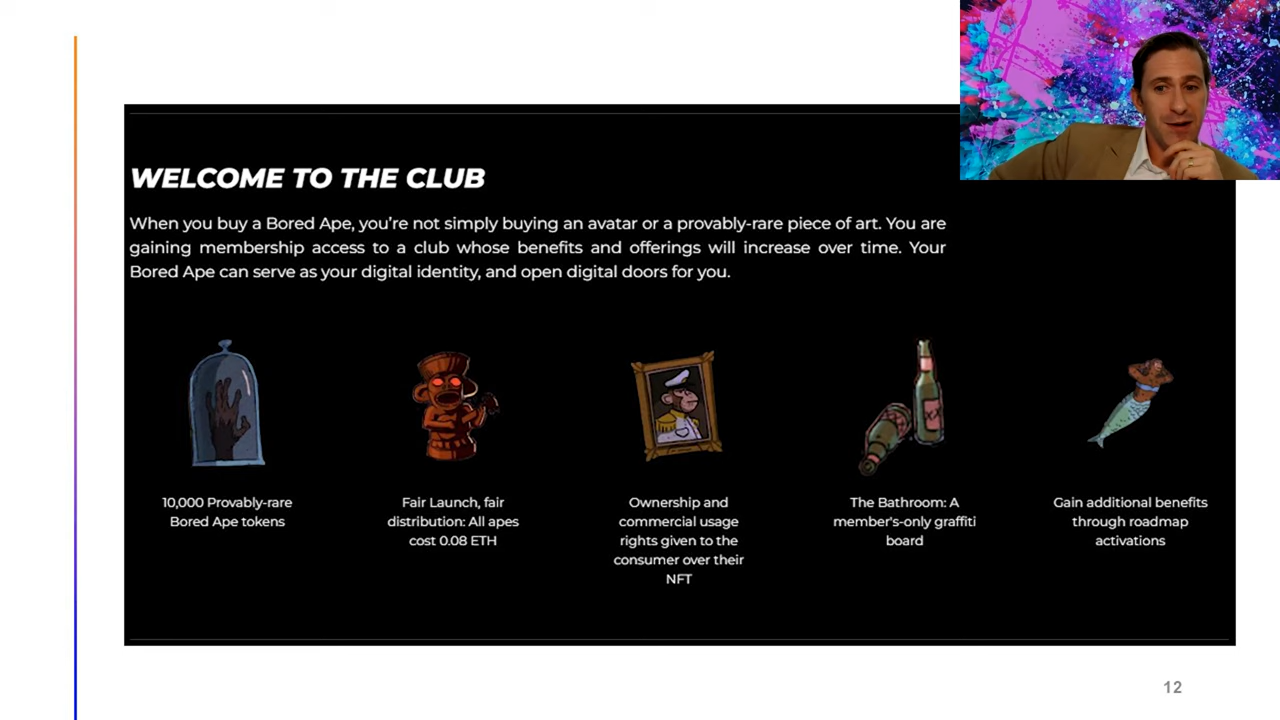 WELCOME TO THE CLUB
When you buy a Bored Ape, you're not simply buying an avatar or a provably-rare piece of art. You are
gaining membership access to a club whose benefits and offerings will increase over time. Your
Bored Ape can serve as your digital identity, and open digital doors for you.
10,000 Provably-rare
Bored Ape tokens
Fair Launch, fair
distribution: All apes
cost 0.08 ETH
Ownership and
commercial usage
rights given to the
consumer over their
NFT
The Bathroom: A
member's-only graffiti
board
Gain additional benefits
through roadmap
activations
12